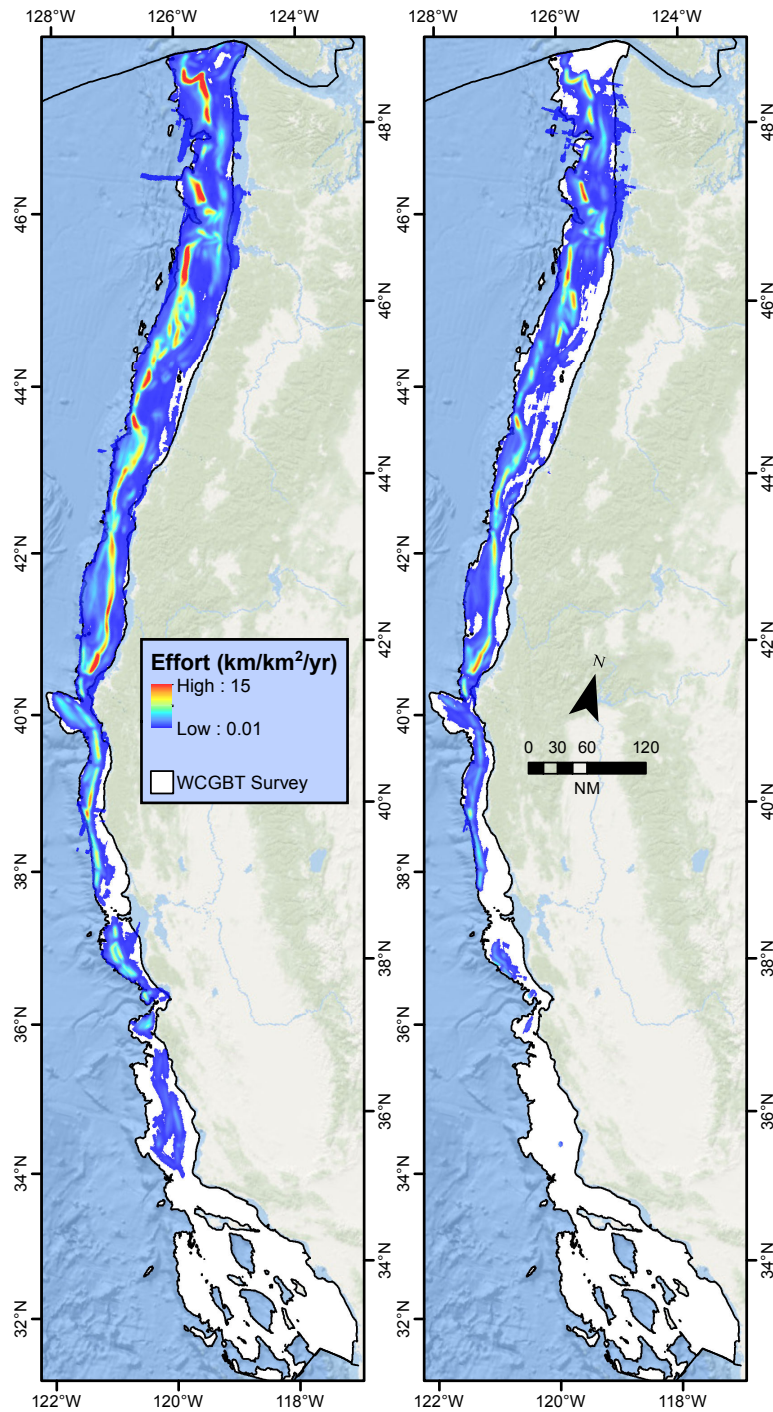 128°W 126°W 124°W 128°W 126°W 124°W
48°N 48°N
46°N 46°N
46°N 46°N
44°N 44°N
44°N 44°N
42°N 42°N
42°N 42°N
Effort (km/km²/yr)
High : 15
Low : 0.01
WCGBT Survey
N
0 30 60 120
NM
40°N 40°N
40°N 40°N
38°N 38°N
38°N 38°N
36°N 36°N
36°N 36°N
34°N 34°N
34°N 34°N
32°N 32°N
122°W 120°W 118°W 122°W 120°W 118°W